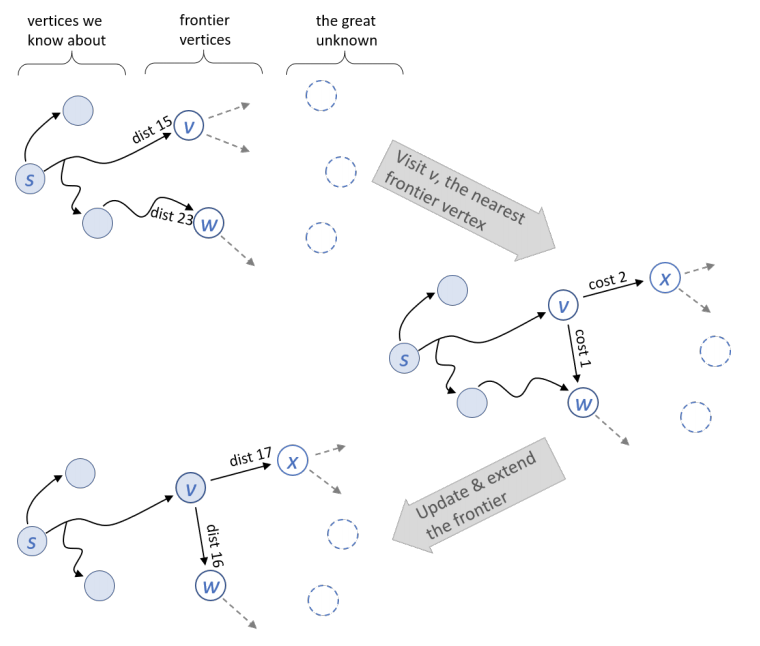 vertices we
know about
frontier
vertices
the great
unknown
dist 15
v
s
dist 23
w
Visit v, the nearest
frontier vertex
cost 2
x
v
cost 1
s
w
dist 17
x
v
Update & extend
the frontier
s
dist 16
w